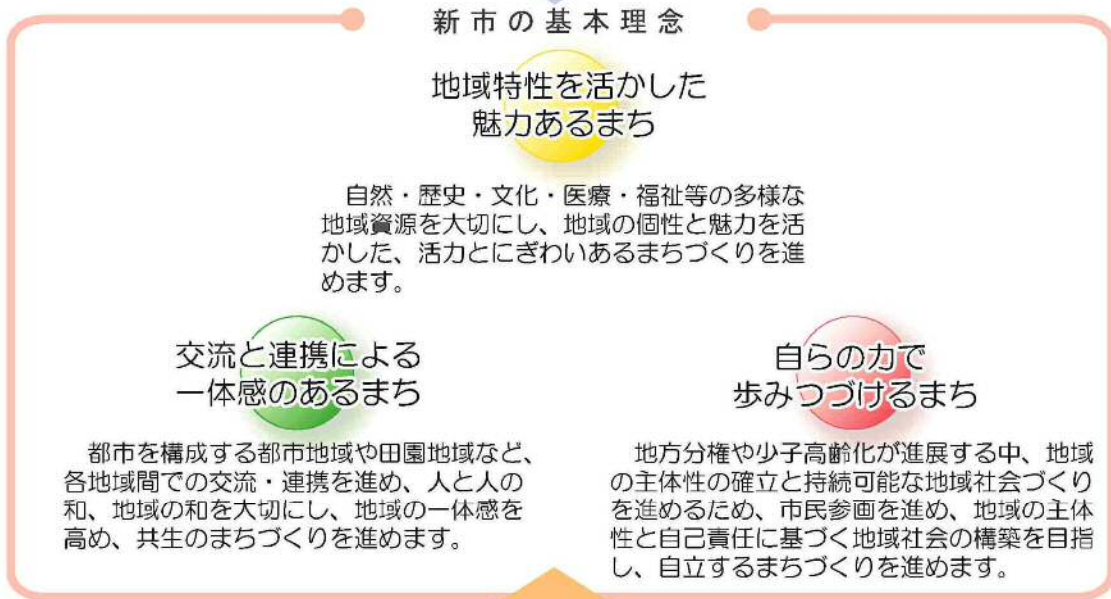 新市の基本理念
地域特性を活かした
魅力あるまち
自然・歴史・文化・医療・福祉等の多様な
地域資源を大切にし、地域の個性と魅力を活
かした、活力とにぎわいあるまちづくりを進
めます。
交流と連携による
一体感のあるまち
都市を構成する都市地域や田園地域など、
各地域間での交流・連携を進め、人と人の
和、地域の和を大切にし、地域の一体感を
高め、共生のまちづくりを進めます。
自らの力で
歩みつづけるまち
地方分権や少子高齢化が進展する中、地域
の主体性の確立と持続可能な地域社会づくり
を進めるため、市民参画を進め、地域の主体
性と自己責任に基づく地域社会の構築を目指
し、自立するまちづくりを進めます。